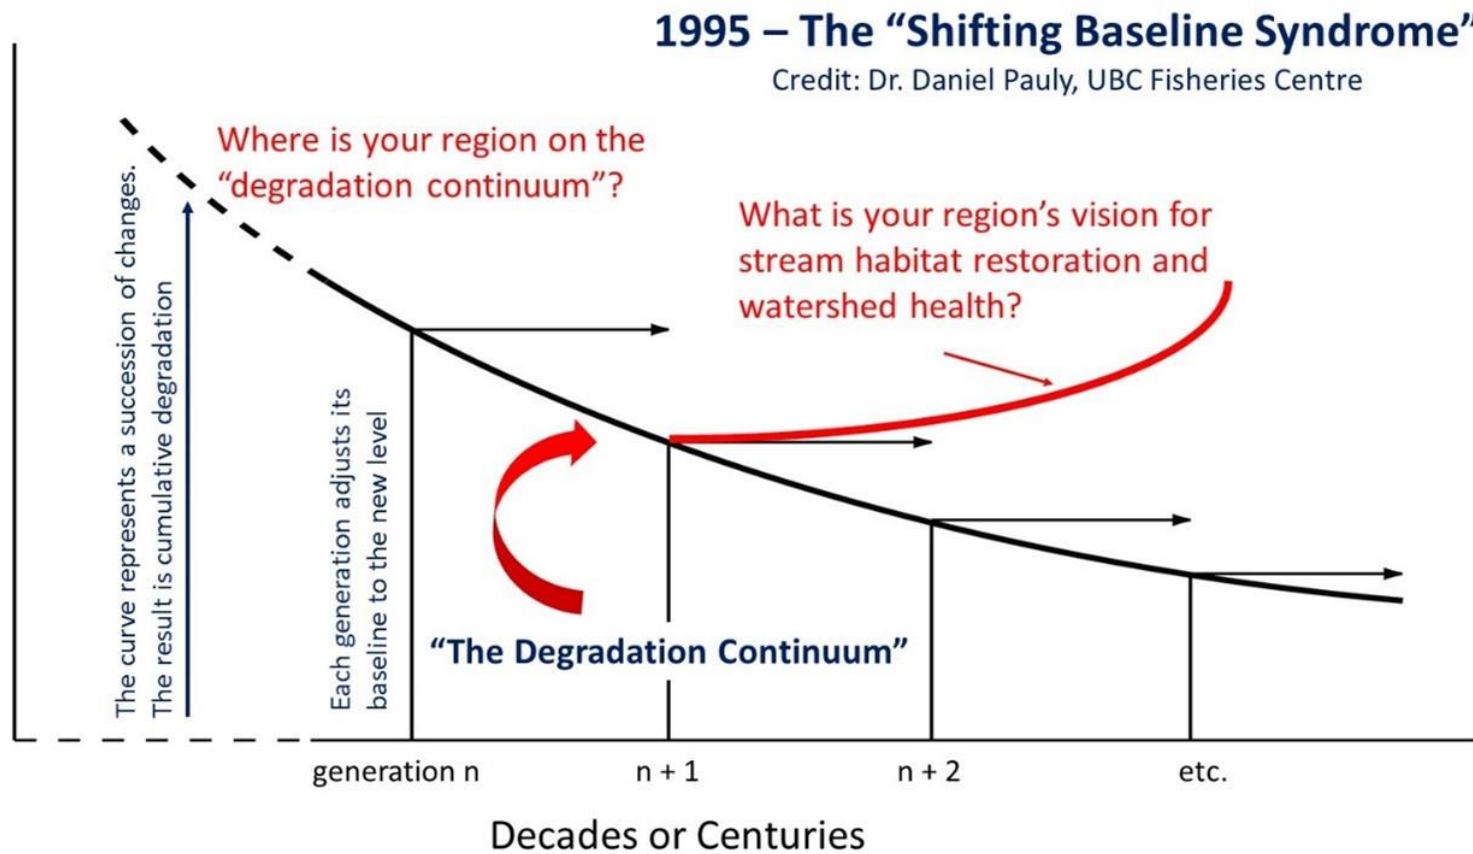 1995 – The “Shifting Baseline Syndrome”
Credit: Dr. Daniel Pauly, UBC Fisheries Centre
Where is your region on the
“degradation continuum”?
What is your region’s vision for
stream habitat restoration and
watershed health?
The curve represents a succession of changes.
The result is cumulative degradation
Each generation adjusts its
baseline to the new level
“The Degradation Continuum”
generation n
n + 1
n + 2
etc.
Decades or Centuries